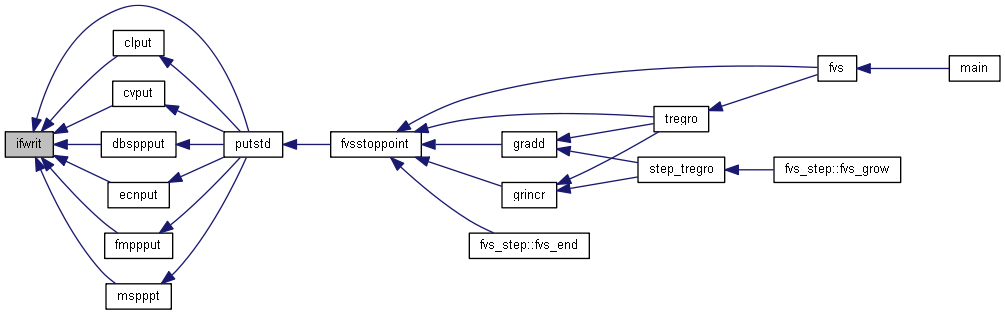 ifwrit
clput
cvput
dbsppput
ecnput
fmppput
mspppt
putstd
fvsstoppoint
gradd
grincr
fvs_step::fvs_end
tregro
step_tregro
fvs
fvs_step::fvs_grow
main